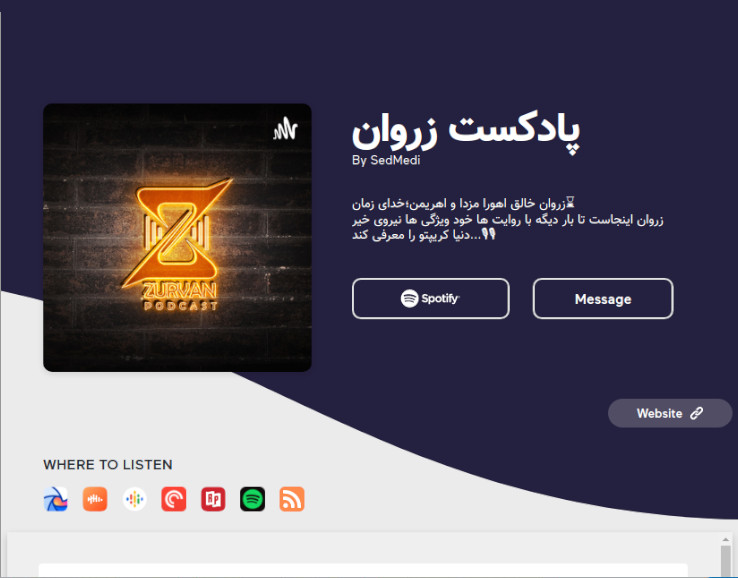 ZURVAN
PODCAST
پادکست زروان
By SedMedi
⌛زروان خالق اهورا مزدا و اهریمن؛خدای زمان
زروان اینجاست تا بار دیگه با روایت ها خود ویژگی ها نیروی خیر
دنیا کریپتو را معرفی کند...🎙🎙
Spotify
Message
Website
WHERE TO LISTEN